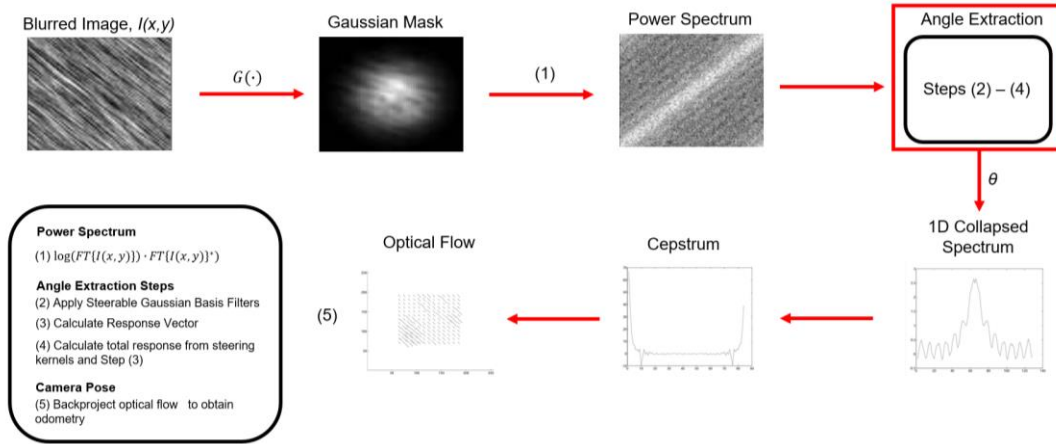 Blurred Image, I(x,y)
Gaussian Mask
Power Spectrum
Angle Extraction
G(·)
(1)
Steps (2) – (4)
θ
Power Spectrum
(1) log(FT{I(x,y)}) · FT{I(x,y)}*)
Angle Extraction Steps
(2) Apply Steerable Gaussian Basis Filters
(3) Calculate Response Vector
(4) Calculate total response from steering
kernels and Step (3)
Camera Pose
(5) Backproject optical flow to obtain
odometry
(5)
Optical Flow
Cepstrum
1D Collapsed
Spectrum